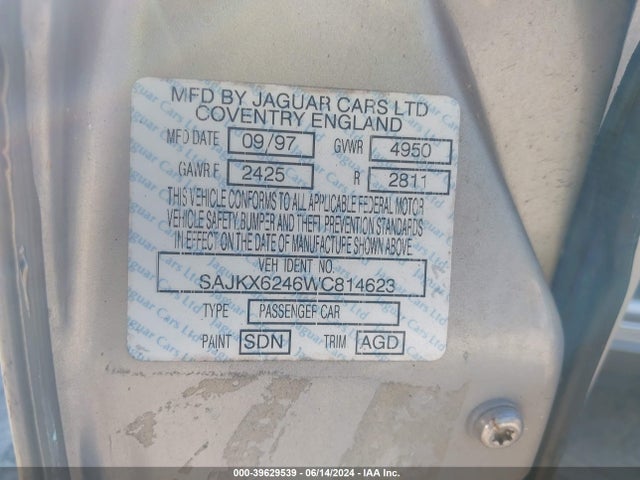 MFD BY JAGUAR CARS LTD
COVENTRY ENGLAND
MFD DATE 09/97 GVWR 4950
GAWR F 2425 R 2811
THIS VEHICLE CONFORMS TO ALL APPLICABLE FEDERAL MOTOR
VEHICLE SAFETY, BUMPER AND THEFT PREVENTION STANDARDS
IN EFFECT ON THE DATE OF MANUFACTURE SHOWN ABOVE
VEH IDENT NO.
SAJKX6246WC814623
TYPE PASSENGER CAR
PAINT SDN TRIM AGD
000-39629539 - 06/14/2024 - IAA Inc.